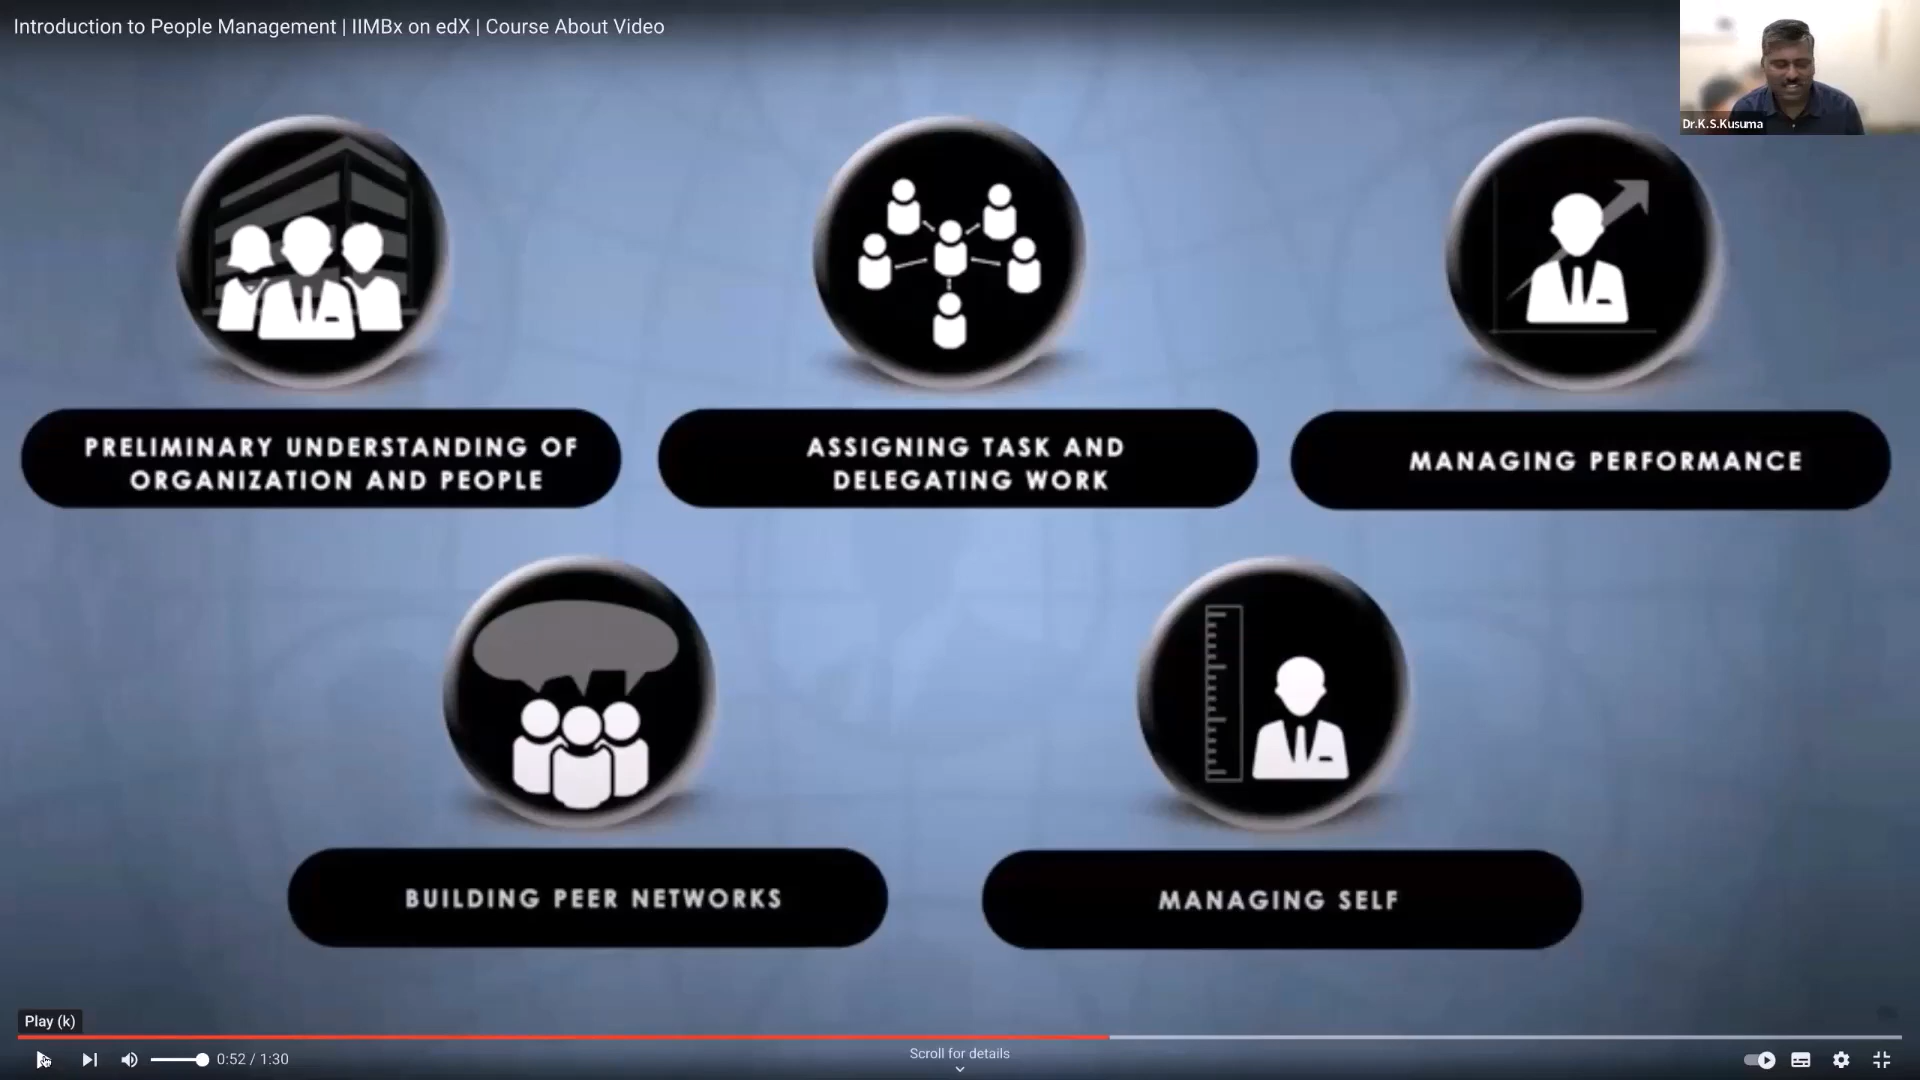 Introduction to People Management | IIMBx on edX | Course About Video
Dr.K.S.Kusuma
PRELIMINARY UNDERSTANDING OF
ORGANIZATION AND PEOPLE
ASSIGNING TASK AND
DELEGATING WORK
MANAGING PERFORMANCE
BUILDING PEER NETWORKS
MANAGING SELF
Play (k)
0:52 / 1:30
Scroll for details